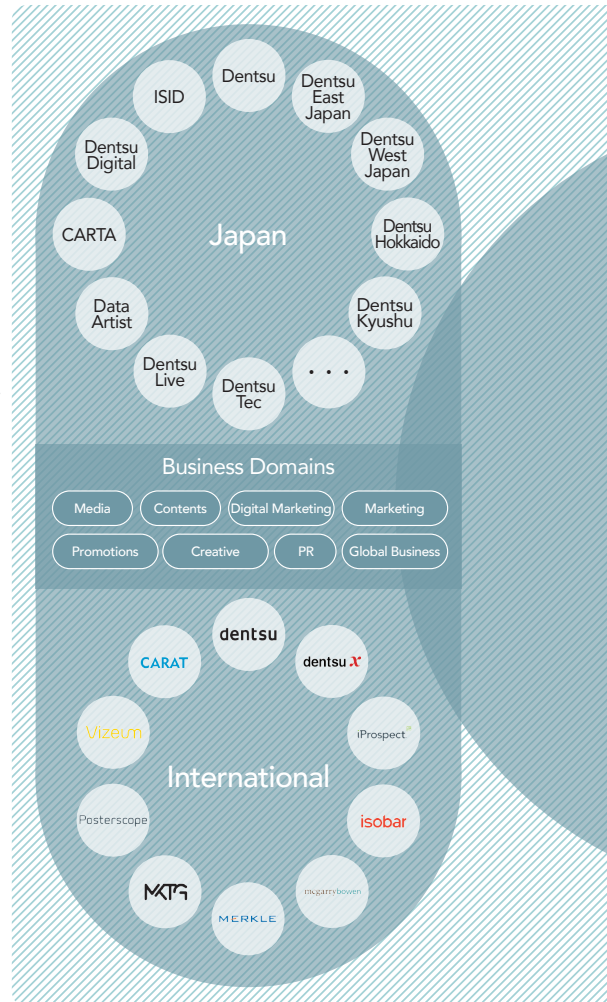 Dentsu
Dentsu
East
Japan
Dentsu
West
Japan
Dentsu
Hokkaido
Dentsu
Kyushu
. . .
Dentsu
Tec
Dentsu
Live
Data
Artist
CARTA
Dentsu
Digital
ISID
Japan
Business Domains
Media
Contents
Digital Marketing
Marketing
Promotions
Creative
PR
Global Business
dentsu
dentsu x
iProspect
isobar
mcgarrybowen
MERKLE
MKTG
Posterscope
Vizeum
CARAT
International